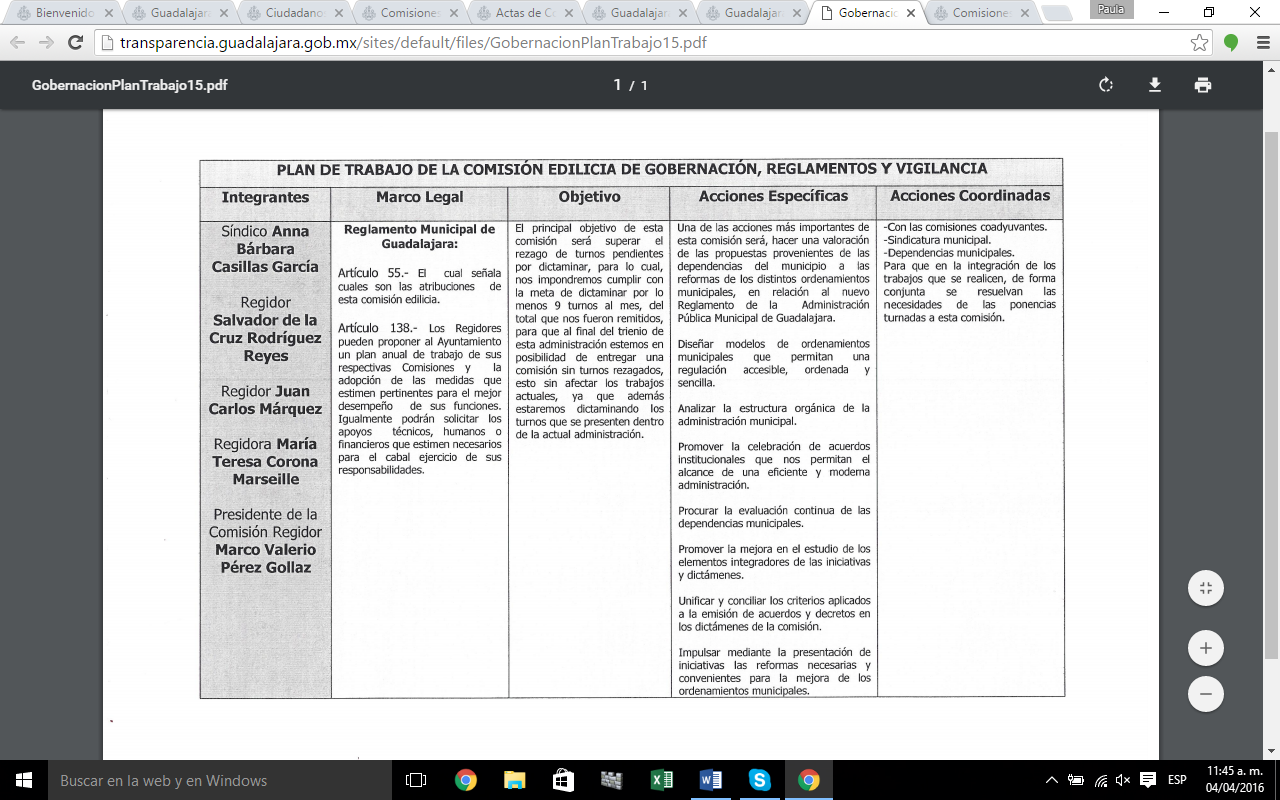 Bienvenido
Guadalajara
Ciudadano
Comisiones
Actas de Co
Guadalajara
Guadalajar
Gobernacio
Comisiones
Paula
transparencia.guadalajara.gob.mx/sites/default/files/GobernacionPlanTrabajo15.pdf
GobernacionPlanTrabajo15.pdf
1 / 1
PLAN DE TRABAJO DE LA COMISIÓN EDILICIA DE GOBERNACIÓN, REGLAMENTOS Y VIGILANCIA
Integrantes
Síndico Anna
Bárbara
Casillas García
Regidor
Salvador de la
Cruz Rodríguez
Reyes
Regidor Juan
Carlos Márquez
Regidora María
Teresa Corona
Marseille
Presidente de la
Comisión Regidor
Marco Valerio
Pérez Gollaz
Marco Legal
Reglamento Municipal de
Guadalajara:
Artículo 55.- El cual señala
cuales son las atribuciones de
esta comisión edilicia.
Artículo 138.- Los Regidores
pueden proponer al Ayuntamiento
un plan anual de trabajo de sus
respectivas Comisiones y la
adopción de las medidas que
estimen pertinentes para el mejor
desempeño de sus funciones.
Igualmente podrán solicitar los
apoyos técnicos, humanos o
financieros que estimen necesarios
para el cabal ejercicio de sus
responsabilidades.
Objetivo
El principal objetivo de esta
comisión será superar el
rezago de turnos pendientes
por dictaminar, para lo cual,
nos impondremos cumplir con
la meta de dictaminar por lo
menos 9 turnos al mes, del
total que nos fueron remitidos,
para que al final del trienio de
esta administración estemos en
posibilidad de entregar una
comisión sin turnos rezagados,
esto sin afectar los trabajos
actuales, ya que además
estaremos dictaminando los
turnos que se presenten dentro
de la actual administración.
Acciones Específicas
Una de las acciones más importantes de
esta comisión será, hacer una valoración
de las propuestas provenientes de las
dependencias del municipio a las
reformas de los distintos ordenamientos
municipales, en relación al nuevo
Reglamento de la Administración
Pública Municipal de Guadalajara.
Diseñar modelos de ordenamientos
municipales que permitan una
regulación accesible, ordenada y
sencilla.
Analizar la estructura orgánica de la
administración municipal.
Promover la celebración de acuerdos
institucionales que nos permitan el
alcance de una eficiente y moderna
administración.
Procurar la evaluación continua de las
dependencias municipales.
Promover la mejora en el estudio de los
elementos integradores de las iniciativas
y dictámenes.
Unificar y conciliar los criterios aplicados
a la emisión de acuerdos y decretos en
los dictámenes de la comisión.
Impulsar mediante la presentación de
iniciativas las reformas necesarias y
convenientes para la mejora de los
ordenamientos municipales.
Acciones Coordinadas
-Con las comisiones coadyuvantes.
-Sindicatura municipal.
-Dependencias municipales.
Para que en la integración de los
trabajos que se realicen, de forma
conjunta se resuelvan las
necesidades de las ponencias
turnadas a esta comisión.
Buscar en la web y en Windows
ESP
11:45 a. m.
04/04/2016